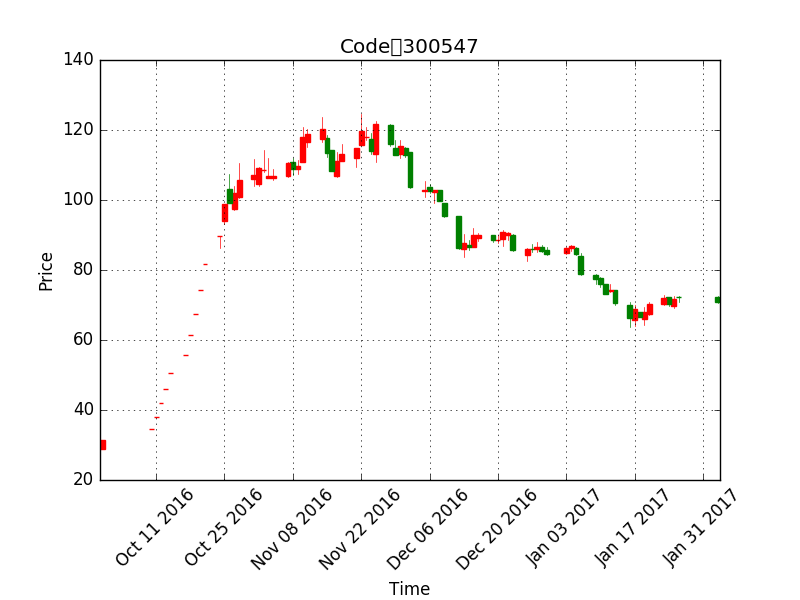 Code▯300547
140
120
100
80
60
40
20
Price
Oct 11 2016
Oct 25 2016
Nov 08 2016
Nov 22 2016
Dec 06 2016
Dec 20 2016
Jan 03 2017
Jan 17 2017
Jan 31 2017
Time